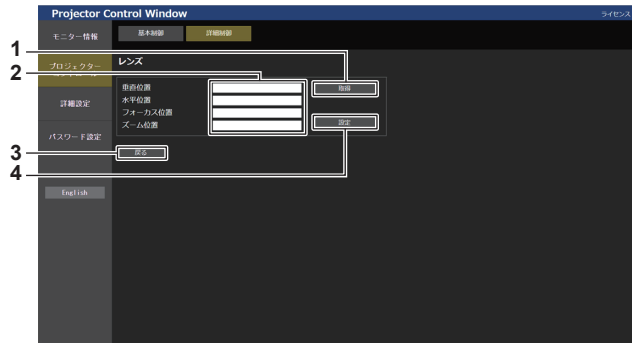 Projector Control Window
ライセンス
モニター情報
基本制御
詳細制御
1
2
プロジェクター
レンズ
垂直位置
取得
水平位置
フォーカス位置
ズーム位置
設定
詳細設定
パスワード設定
3
戻る
4
English